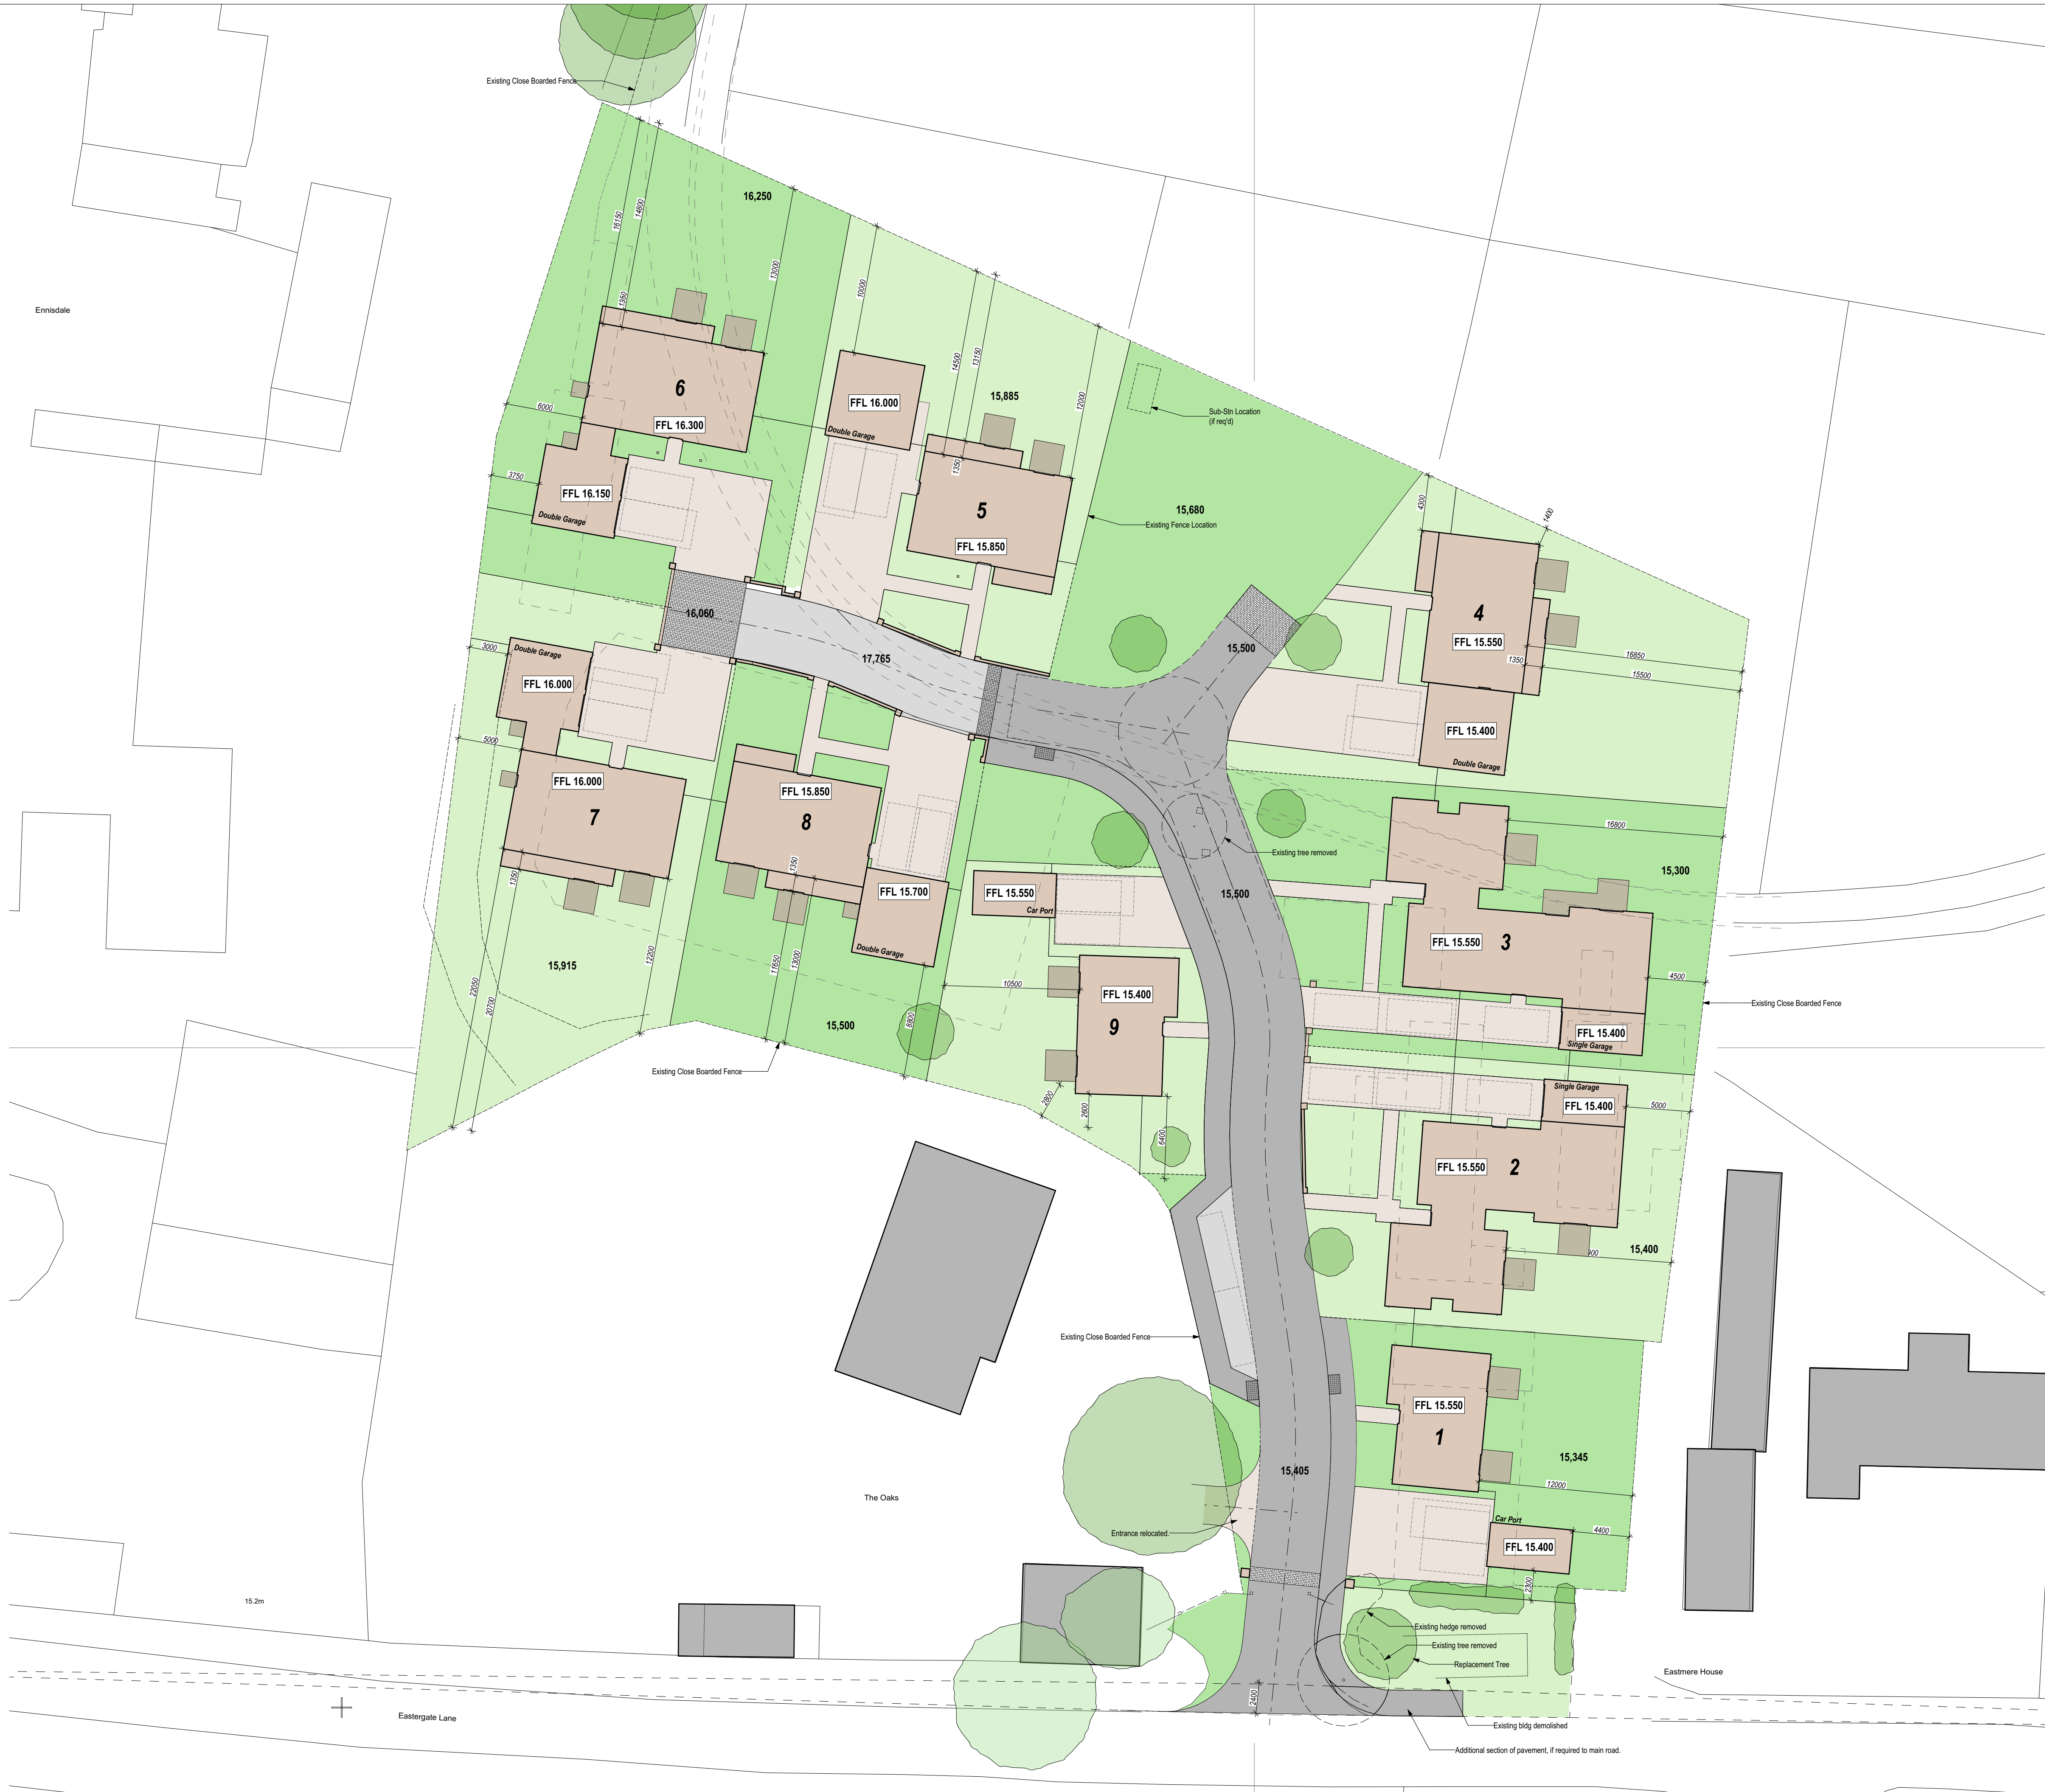 Existing Close Boarded Fence
16,250
16150
14800
13000
1350
10000
Ennisdale
6
FFL 16.300
6000
3750
FFL 16.150
Double Garage
FFL 16.000
Double Garage
14500
13150
15,885
12000
1350
5
FFL 15.850
Sub-Stn Location
(if req'd)
15,680
Existing Fence Location
4300
1400
4
FFL 15.550
1350
16850
15500
FFL 15.400
Double Garage
16,060
17,765
15,500
3000
Double Garage
FFL 16.000
5000
FFL 16.000
7
1350
22050
20700
15,915
12200
FFL 15.850
8
1350
FFL 15.700
Double Garage
11650
13000
8800
15,500
Existing Close Boarded Fence
FFL 15.550
Car Port
Existing tree removed
15,500
16800
15,300
FFL 15.550
3
4500
Existing Close Boarded Fence
FFL 15.400
Single Garage
10500
FFL 15.400
9
2800
2600
6400
Single Garage
FFL 15.400
5000
FFL 15.550
2
15,400
Existing Close Boarded Fence
FFL 15.550
1
15,345
15,405
12000
The Oaks
Entrance relocated.
Car Port
FFL 15.400
4400
2300
15.2m
Existing hedge removed
Existing tree removed
Replacement Tree
Eastmere House
2400
Eastergate Lane
Existing bldg demolished
Additional section of pavement, if required to main road.